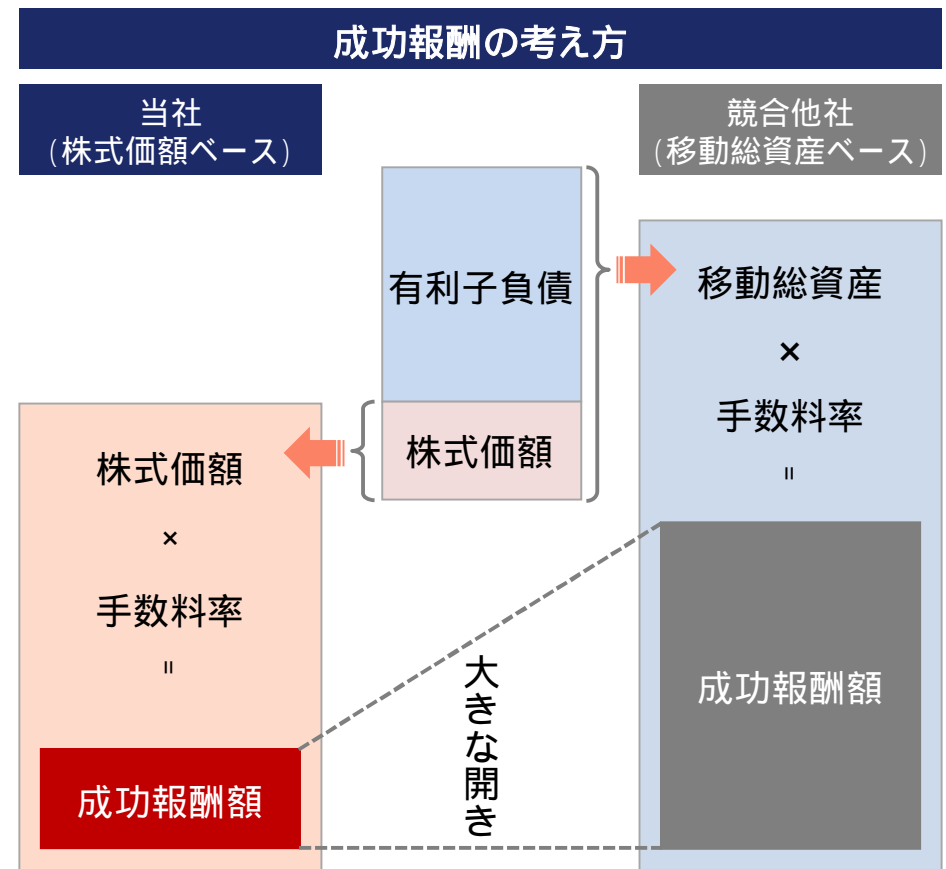 成功報酬の考え方
当社
(株式価額ベース)
競合他社
(移動総資産ベース)
有利子負債
株式価額
株式価額
×
手数料率
=
成功報酬額
移動総資産
×
手数料率
=
成功報酬額
大きな開き